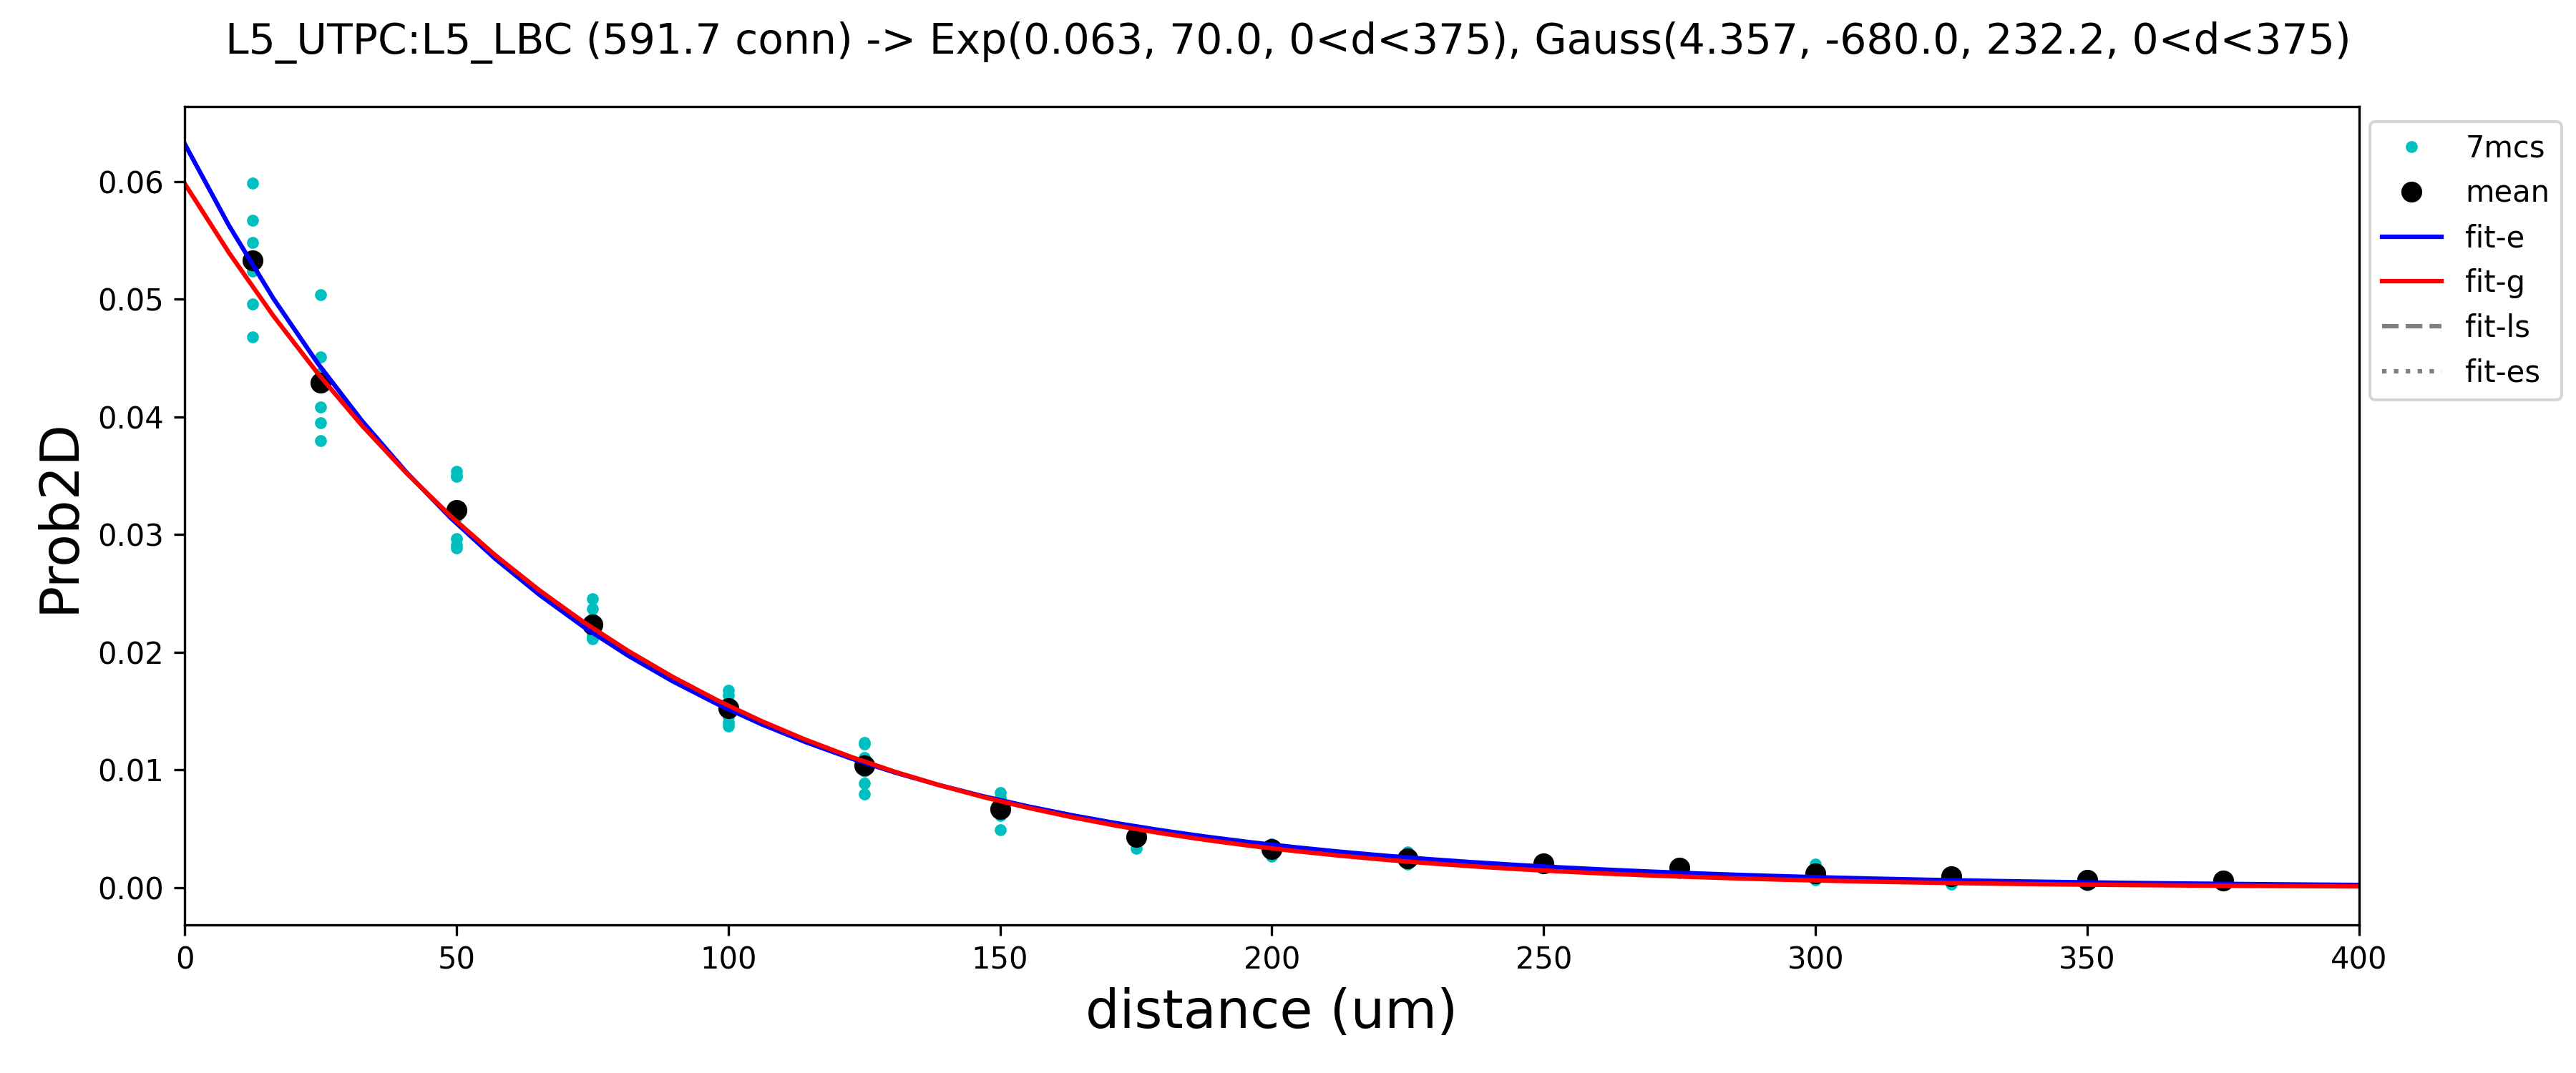 L5_UTPC:L5_LBC (591.7 conn) -> Exp(0.063, 70.0, 0<d<375), Gauss(4.357, -680.0, 232.2, 0<d<375)
7mcs
mean
fit-e
fit-g
fit-ls
fit-es
Prob2D
0.06
0.05
0.04
0.03
0.02
0.01
0.00
0 50 100 150 200 250 300 350 400
distance (um)